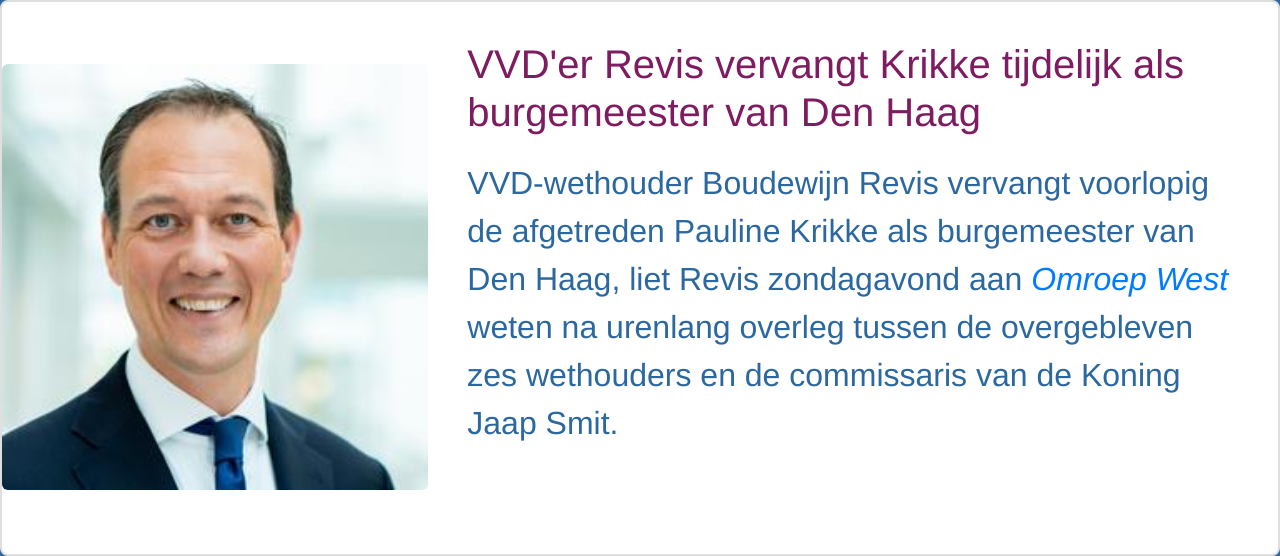 VVD'er Revis vervangt Krikke tijdelijk als
burgemeester van Den Haag
VVD-wethouder Boudewijn Revis vervangt voorlopig
de afgetreden Pauline Krikke als burgemeester van
Den Haag, liet Revis zondagavond aan Omroep West
weten na urenlang overleg tussen de overgebleven
zes wethouders en de commissaris van de Koning
Jaap Smit.